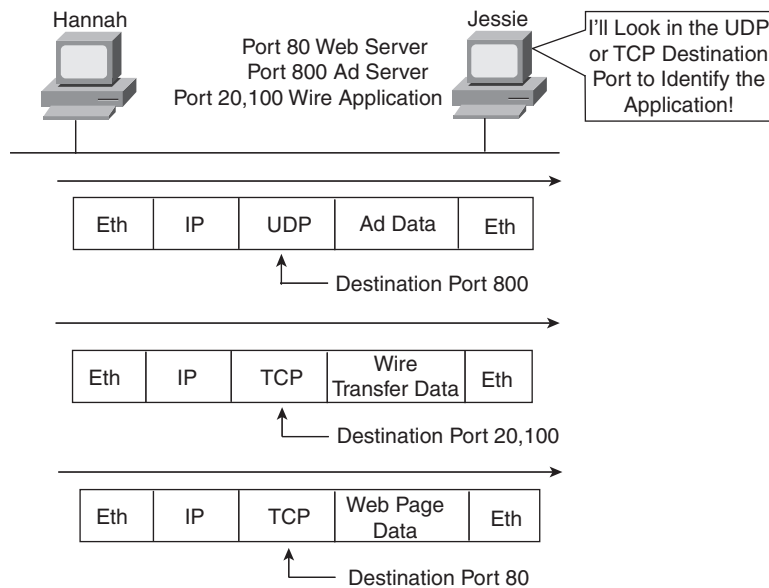 Hannah
Jessie
Port 80 Web Server
Port 800 Ad Server
Port 20,100 Wire Application
I'll Look in the UDP
or TCP Destination
Port to Identify the
Application!
Eth IP UDP Ad Data Eth
Destination Port 800
Eth IP TCP Wire Transfer Data Eth
Destination Port 20,100
Eth IP TCP Web Page Data Eth
Destination Port 80